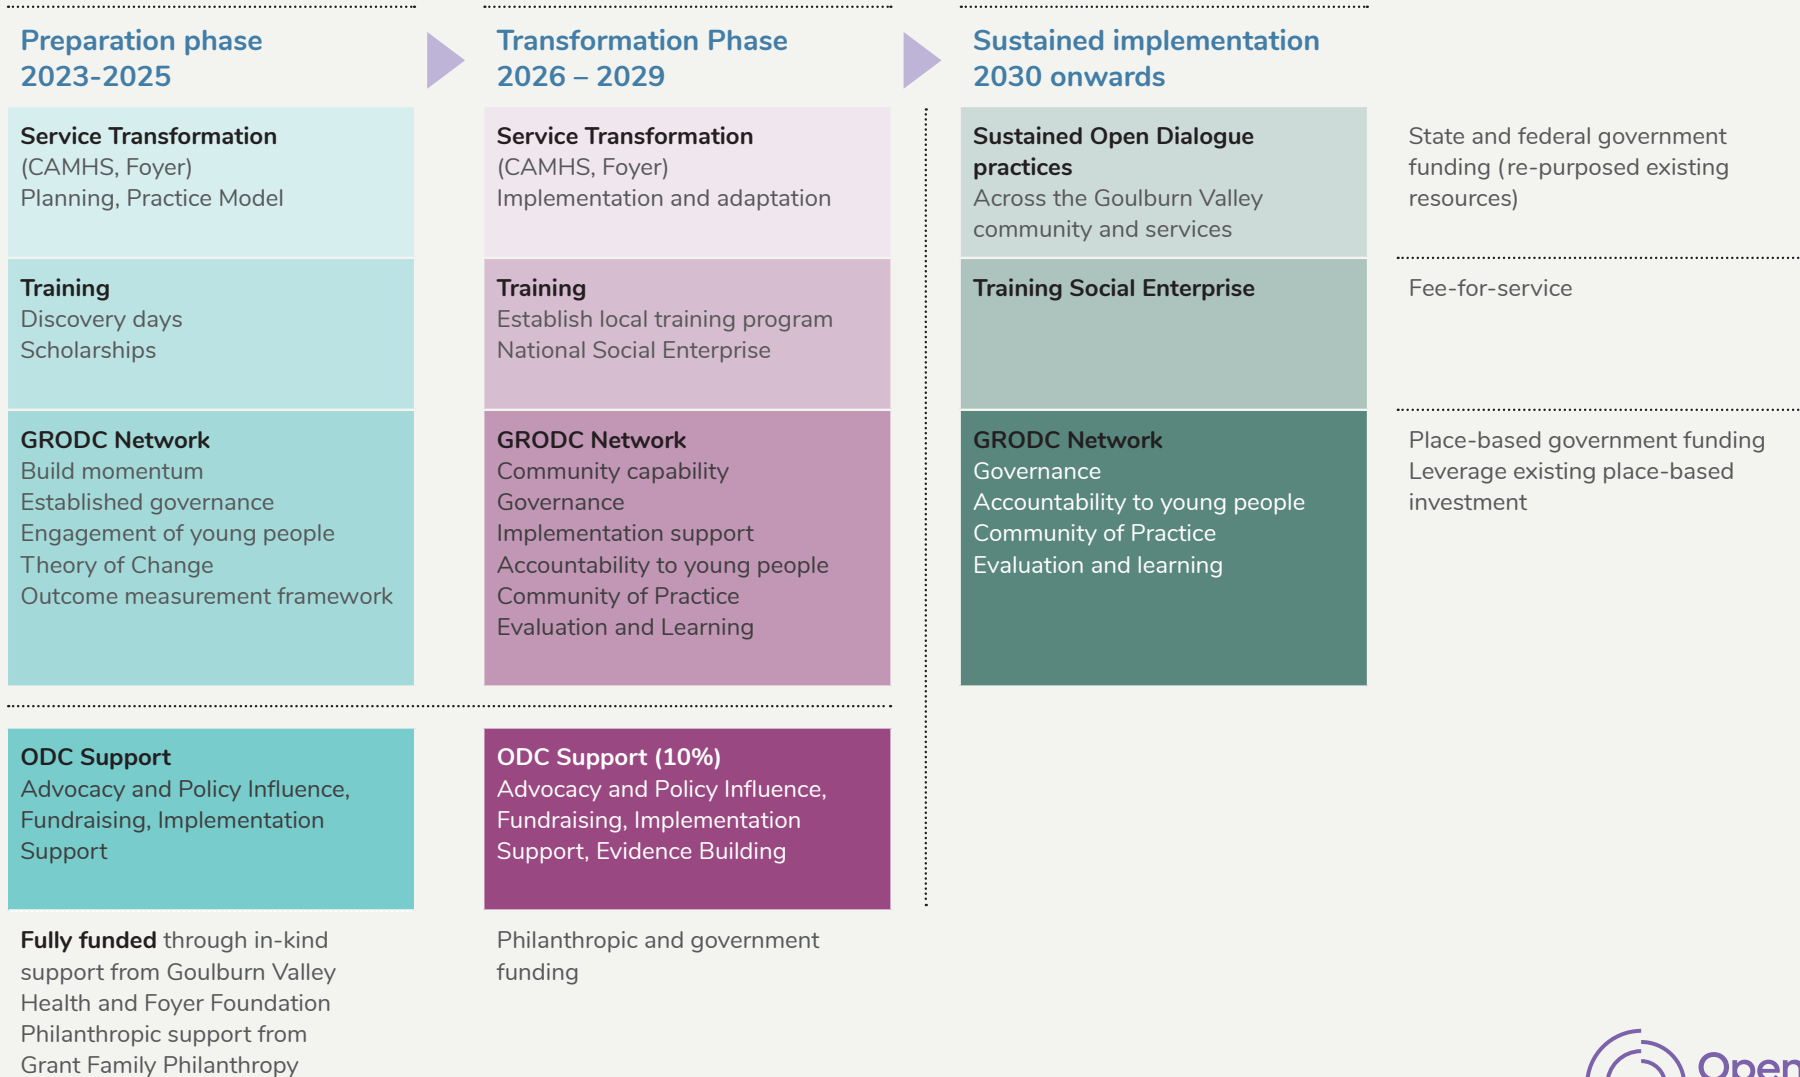 Preparation phase
2023-2025
Transformation Phase
2026 – 2029
Sustained implementation
2030 onwards
Service Transformation
(CAMHS, Foyer)
Planning, Practice Model
Service Transformation
(CAMHS, Foyer)
Implementation and adaptation
Sustained Open Dialogue
practices
Across the Goulburn Valley
community and services
State and federal government
funding (re-purposed existing
resources)
Training
Discovery days
Scholarships
Training
Establish local training program
National Social Enterprise
Training Social Enterprise
Fee-for-service
GRODC Network
Build momentum
Established governance
Engagement of young people
Theory of Change
Outcome measurement framework
GRODC Network
Community capability
Governance
Implementation support
Accountability to young people
Community of Practice
Evaluation and Learning
GRODC Network
Governance
Accountability to young people
Community of Practice
Evaluation and learning
Place-based government funding
Leverage existing place-based
investment
ODC Support
Advocacy and Policy Influence,
Fundraising, Implementation
Support
ODC Support (10%)
Advocacy and Policy Influence,
Fundraising, Implementation
Support, Evidence Building
Fully funded through in-kind
support from Goulburn Valley
Health and Foyer Foundation
Philanthropic support from
Grant Family Philanthropy
Philanthropic and government
funding
Open